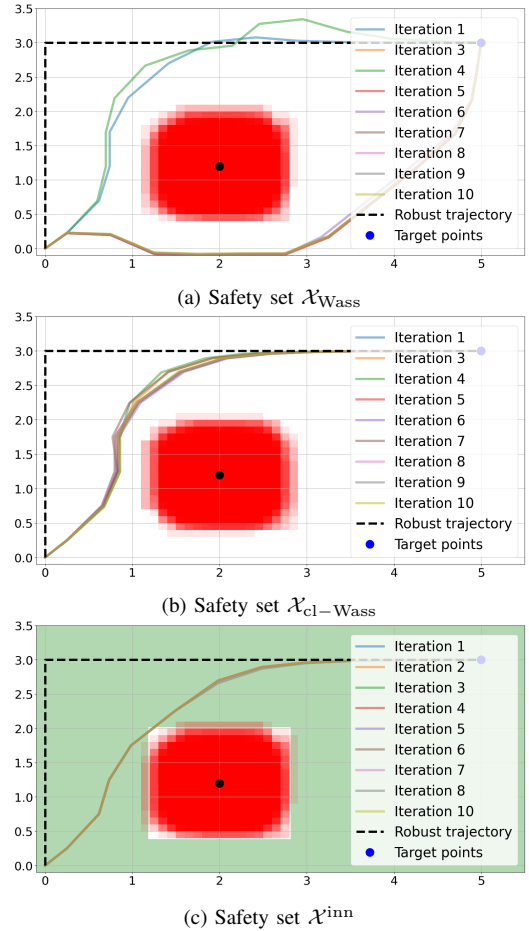 3.5
3.0
2.5
2.0
1.5
1.0
0.5
0.0
0 1 2 3 4 5
Iteration 1
Iteration 3
Iteration 4
Iteration 5
Iteration 6
Iteration 7
Iteration 8
Iteration 9
Iteration 10
Robust trajectory
Target points
(a) Safety set 𝒳Wass
3.5
3.0
2.5
2.0
1.5
1.0
0.5
0.0
0 1 2 3 4 5
Iteration 1
Iteration 3
Iteration 4
Iteration 5
Iteration 6
Iteration 7
Iteration 8
Iteration 9
Iteration 10
Robust trajectory
Target points
(b) Safety set 𝒳cl−Wass
3.5
3.0
2.5
2.0
1.5
1.0
0.5
0.0
0 1 2 3 4 5
Iteration 1
Iteration 2
Iteration 3
Iteration 4
Iteration 5
Iteration 6
Iteration 7
Iteration 8
Iteration 10
Robust trajectory
Target points
(c) Safety set 𝒳inn